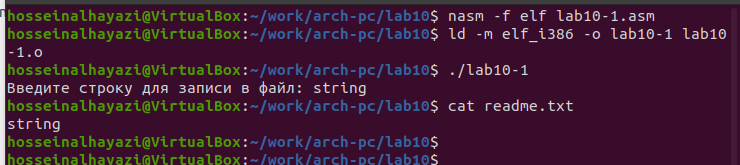 hosseinalhayazi@VirtualBox:~/work/arch-pc/lab10$ nasm -f elf lab10-1.asm
hosseinalhayazi@VirtualBox:~/work/arch-pc/lab10$ ld -m elf_i386 -o lab10-1 lab10
-1.o
hosseinalhayazi@VirtualBox:~/work/arch-pc/lab10$ ./lab10-1
Введите строку для записи в файл: string
hosseinalhayazi@VirtualBox:~/work/arch-pc/lab10$ cat readme.txt
string
hosseinalhayazi@VirtualBox:~/work/arch-pc/lab10$
hosseinalhayazi@VirtualBox:~/work/arch-pc/lab10$